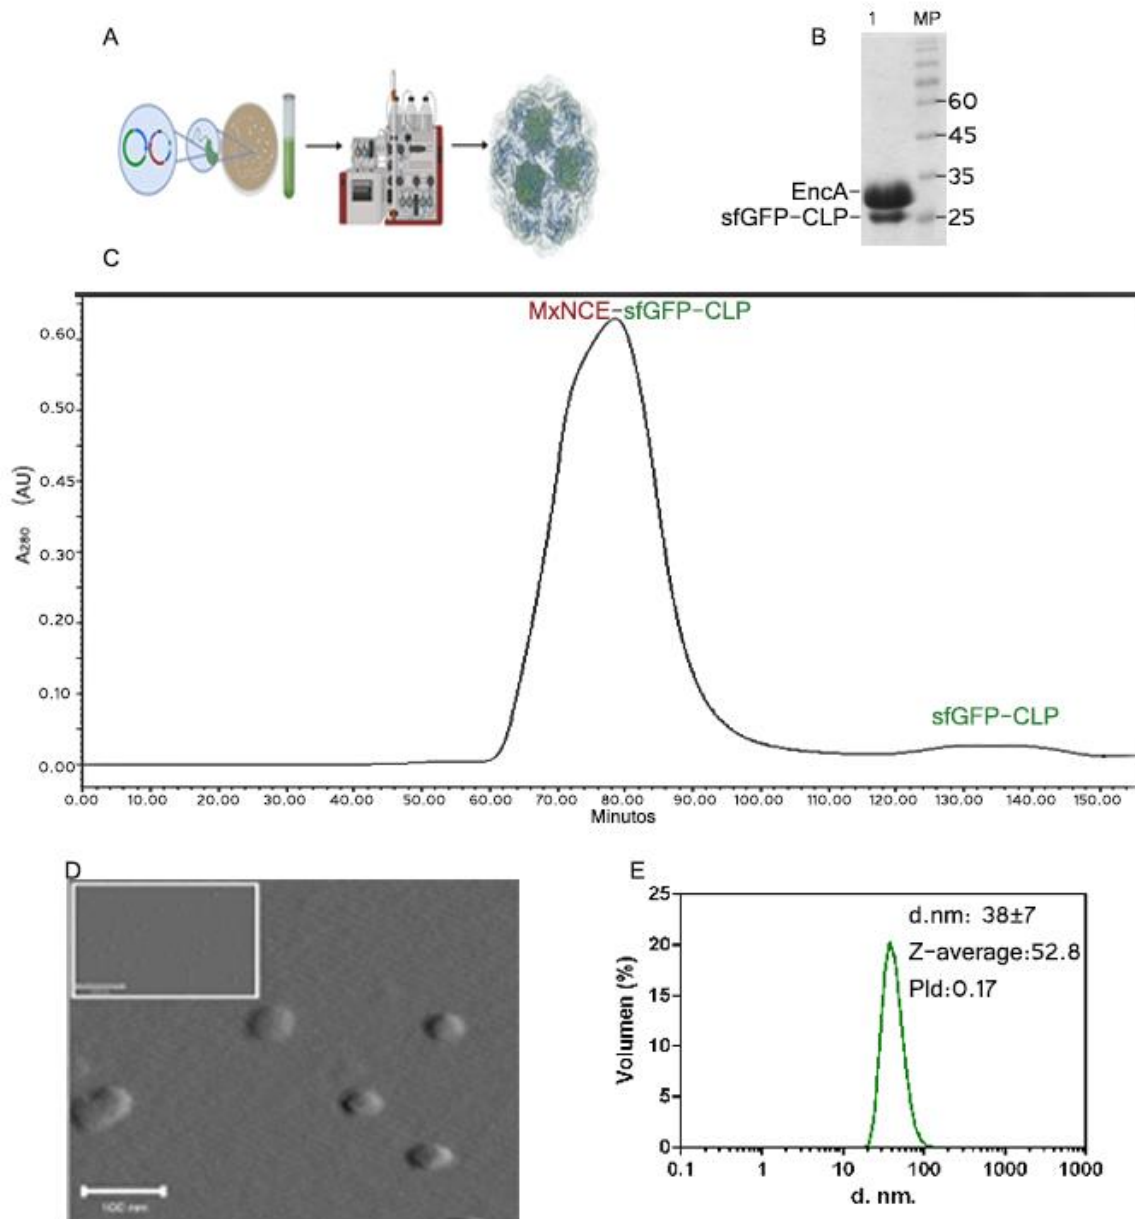 A
B
1 MP
60
45
35
25
EncA
sfGFP-CLP
C
MxNCE-sfGFP-CLP
sfGFP-CLP
A280 (AU)
0.60
0.50
0.45
0.30
0.20
0.10
0.00
0.00 10.00 20.00 30.00 40.00 50.00 60.00 70.00 80.00 90.00 100.00 110.00 120.00 130.00 140.00 150.00
Minutos
D
100 nm
E
d.nm: 38±7
Z-average:52.8
PId:0.17
Volumen (%)
25
20
15
10
5
0
0.1 1 10 100 1000 1000
d. nm.